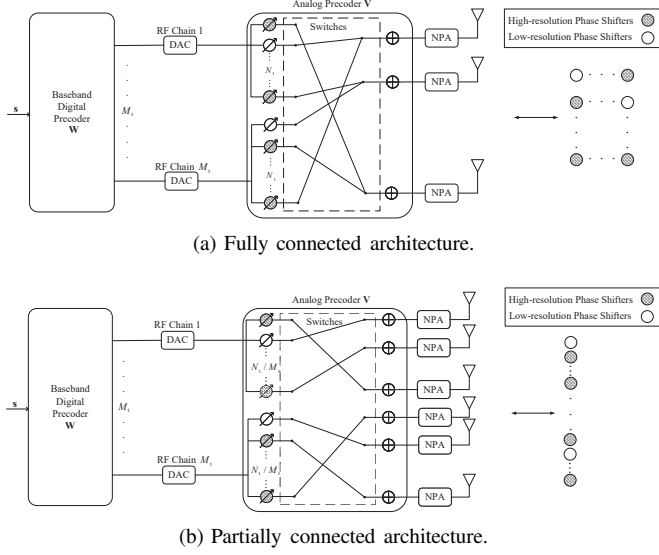 Analog Precoder V
Switches
RF Chain 1
DAC
NPA
N_t
High-resolution Phase Shifters
Low-resolution Phase Shifters
s
Baseband
Digital
Precoder
W
M_t
NPA
RF Chain M_t
DAC
N_t
NPA
(a) Fully connected architecture.
Analog Precoder V
NPA
Switches
RF Chain 1
DAC
NPA
High-resolution Phase Shifters
Low-resolution Phase Shifters
N_t / M_t
NPA
s
Baseband
Digital
Precoder
W
M_t
NPA
NPA
RF Chain M_t
DAC
N_t / M_t
NPA
(b) Partially connected architecture.